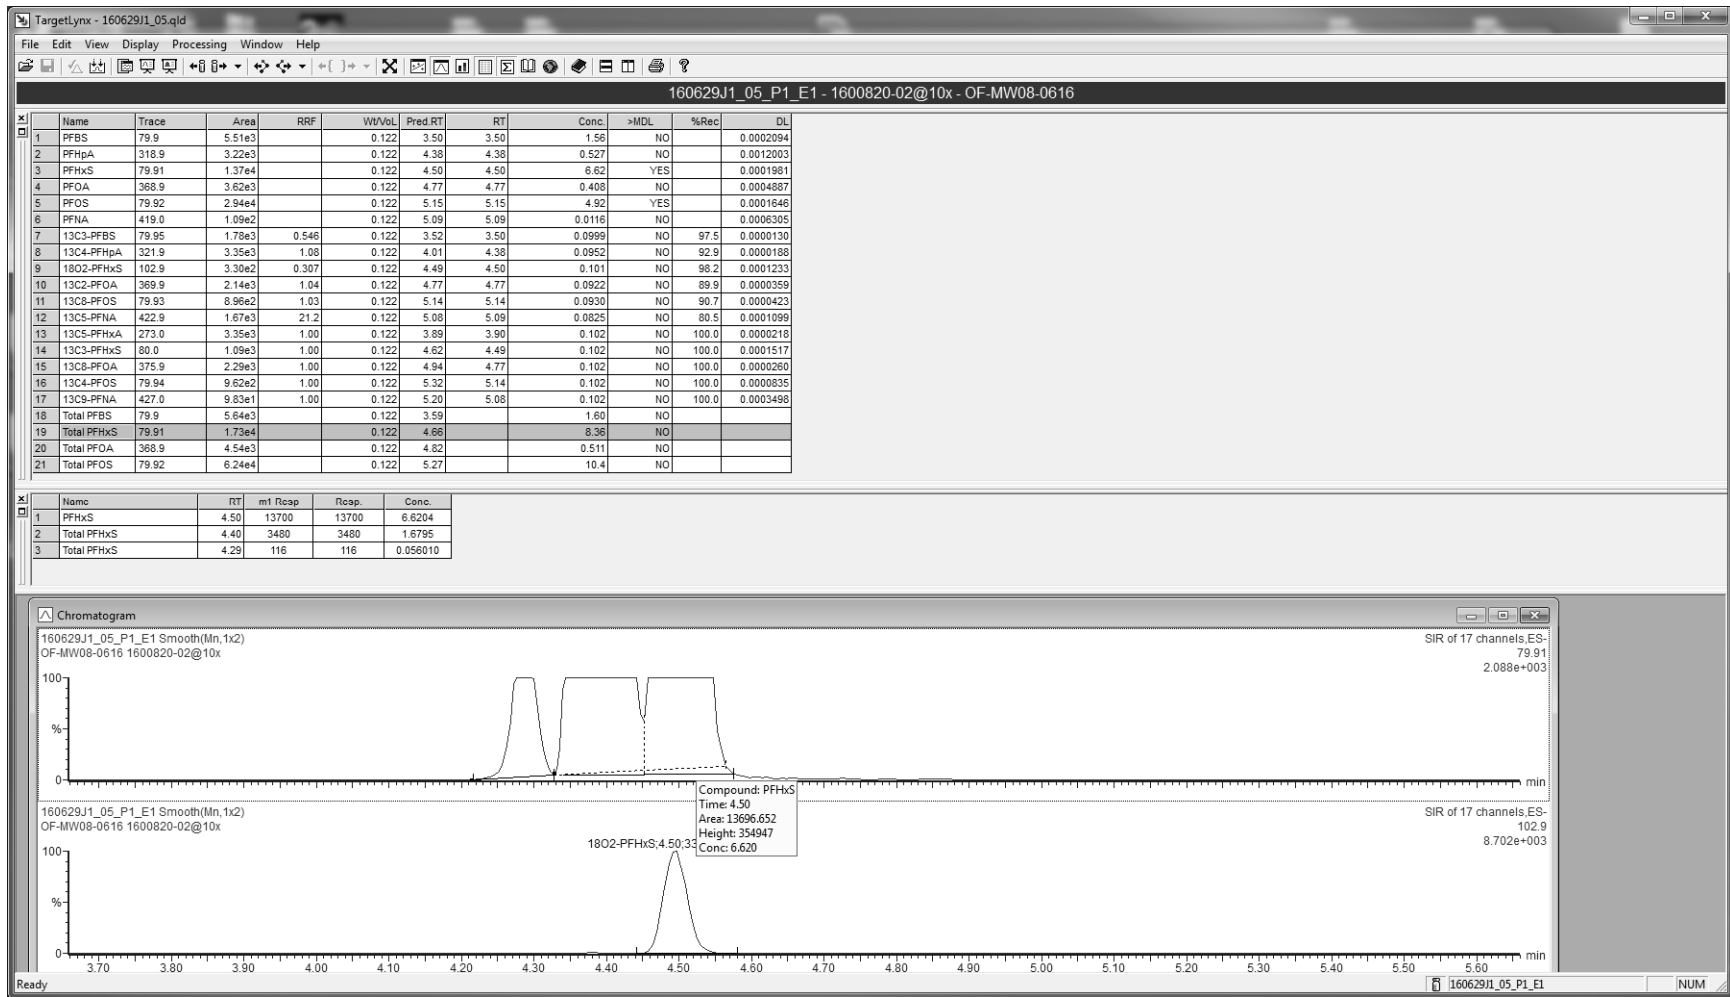 TargetLynx - 160629J1_05.qld
File Edit View Display Processing Window Help
160629J1_05_P1_E1 - 1600820-02@10x - OF-MW08-0616
Name Trace Area RRF Wt/Vol. Pred.RT RT Conc. >MDL %Rec DL
1 PFBS 79.9 5.51e3 0.122 3.50 3.50 1.56 NO 0.0002094
2 PFHpA 318.9 3.22e3 0.122 4.38 4.38 0.527 NO 0.0012003
3 PFHxS 79.91 1.37e4 0.122 4.50 4.50 6.62 YES 0.0001981
4 PFOA 368.9 3.62e3 0.122 4.77 4.77 0.408 NO 0.0004887
5 PFOS 79.92 2.94e4 0.122 5.15 5.15 4.92 YES 0.0001646
6 PFNA 419.0 1.09e2 0.122 5.09 5.09 0.0116 NO 0.0006305
7 13C3-PFBS 79.95 1.78e3 0.546 0.122 3.52 3.50 0.0999 NO 97.5 0.0000130
8 13C4-PFHpA 321.9 3.35e3 1.08 0.122 4.01 4.38 0.0952 NO 92.9 0.0000188
9 18O2-PFHxS 102.9 3.30e2 0.307 0.122 4.49 4.50 0.101 NO 98.2 0.0001233
10 13C2-PFOA 369.9 2.14e3 1.04 0.122 4.77 4.77 0.0922 NO 89.9 0.0000359
11 13C8-PFOS 79.93 8.96e2 1.03 0.122 5.14 5.14 0.0930 NO 90.7 0.0000423
12 13C5-PFNA 422.9 1.67e3 21.2 0.122 5.08 5.09 0.0825 NO 80.5 0.0001099
13 13C5-PFHxA 273.0 3.35e3 1.00 0.122 3.89 3.90 0.102 NO 100.0 0.0000218
14 13C3-PFHxS 80.0 1.09e3 1.00 0.122 4.62 4.49 0.102 NO 100.0 0.0001517
15 13C8-PFOA 375.9 2.29e3 1.00 0.122 4.94 4.77 0.102 NO 100.0 0.0000260
16 13C4-PFOS 79.94 9.62e2 1.00 0.122 5.32 5.14 0.102 NO 100.0 0.0000835
17 13C9-PFNA 427.0 9.83e1 1.00 0.122 5.20 5.08 0.102 NO 100.0 0.0003498
18 Total PFBS 79.9 5.64e3 0.122 3.59 1.60 NO
19 Total PFHxS 79.91 1.73e4 0.122 4.66 8.36 NO
20 Total PFOA 368.9 4.54e3 0.122 4.82 0.511 NO
21 Total PFOS 79.92 6.24e4 0.122 5.27 10.4 NO
Name RT m1 Resp Resp. Conc.
1 PFHxS 4.50 13700 13700 6.6204
2 Total PFHxS 4.40 3480 3480 1.6795
3 Total PFHxS 4.29 116 116 0.056010
Chromatogram
160629J1_05_P1_E1 Smooth(Mn,1x2) SIR of 17 channels,ES-
OF-MW08-0616 1600820-02@10x 79.91
2.088e+003
100
%
0
min
Compound: PFHxS
Time: 4.50
Area: 13696.652
Height: 354947
Conc: 6.620
160629J1_05_P1_E1 Smooth(Mn,1x2) SIR of 17 channels,ES-
OF-MW08-0616 1600820-02@10x 102.9
8.702e+003
18O2-PFHxS;4.50;33
100
%
0
min
3.70 3.80 3.90 4.00 4.10 4.20 4.30 4.40 4.50 4.60 4.70 4.80 4.90 5.00 5.10 5.20 5.30 5.40 5.50 5.60
Ready 160629J1_05_P1_E1 NUM